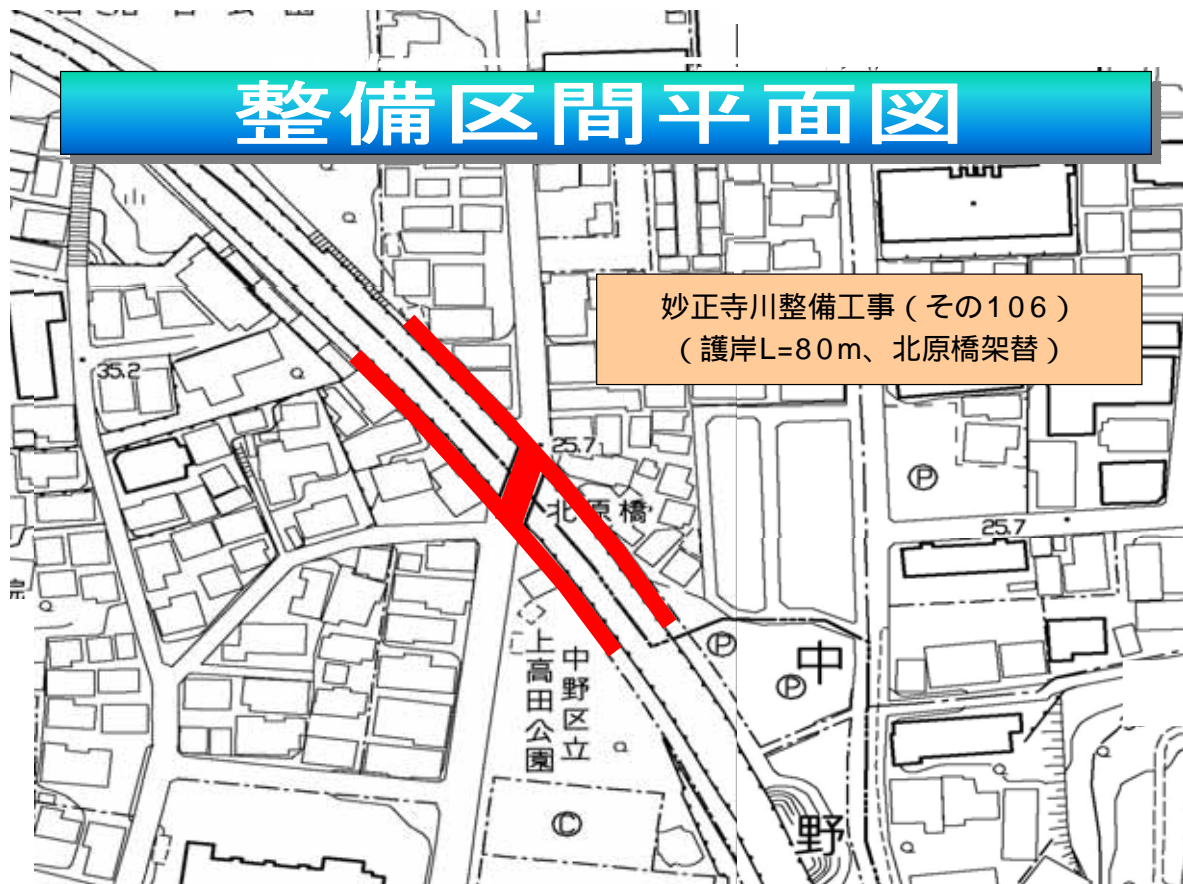 整備区間平面図
妙正寺川整備工事（その１０６）
（護岸L=８０ｍ、北原橋架替）
35.2
25.7
北原橋
Ⓟ
25.7
中野区立
上高田公園
Ⓟ
Ⓟ
中
Ⓒ
野